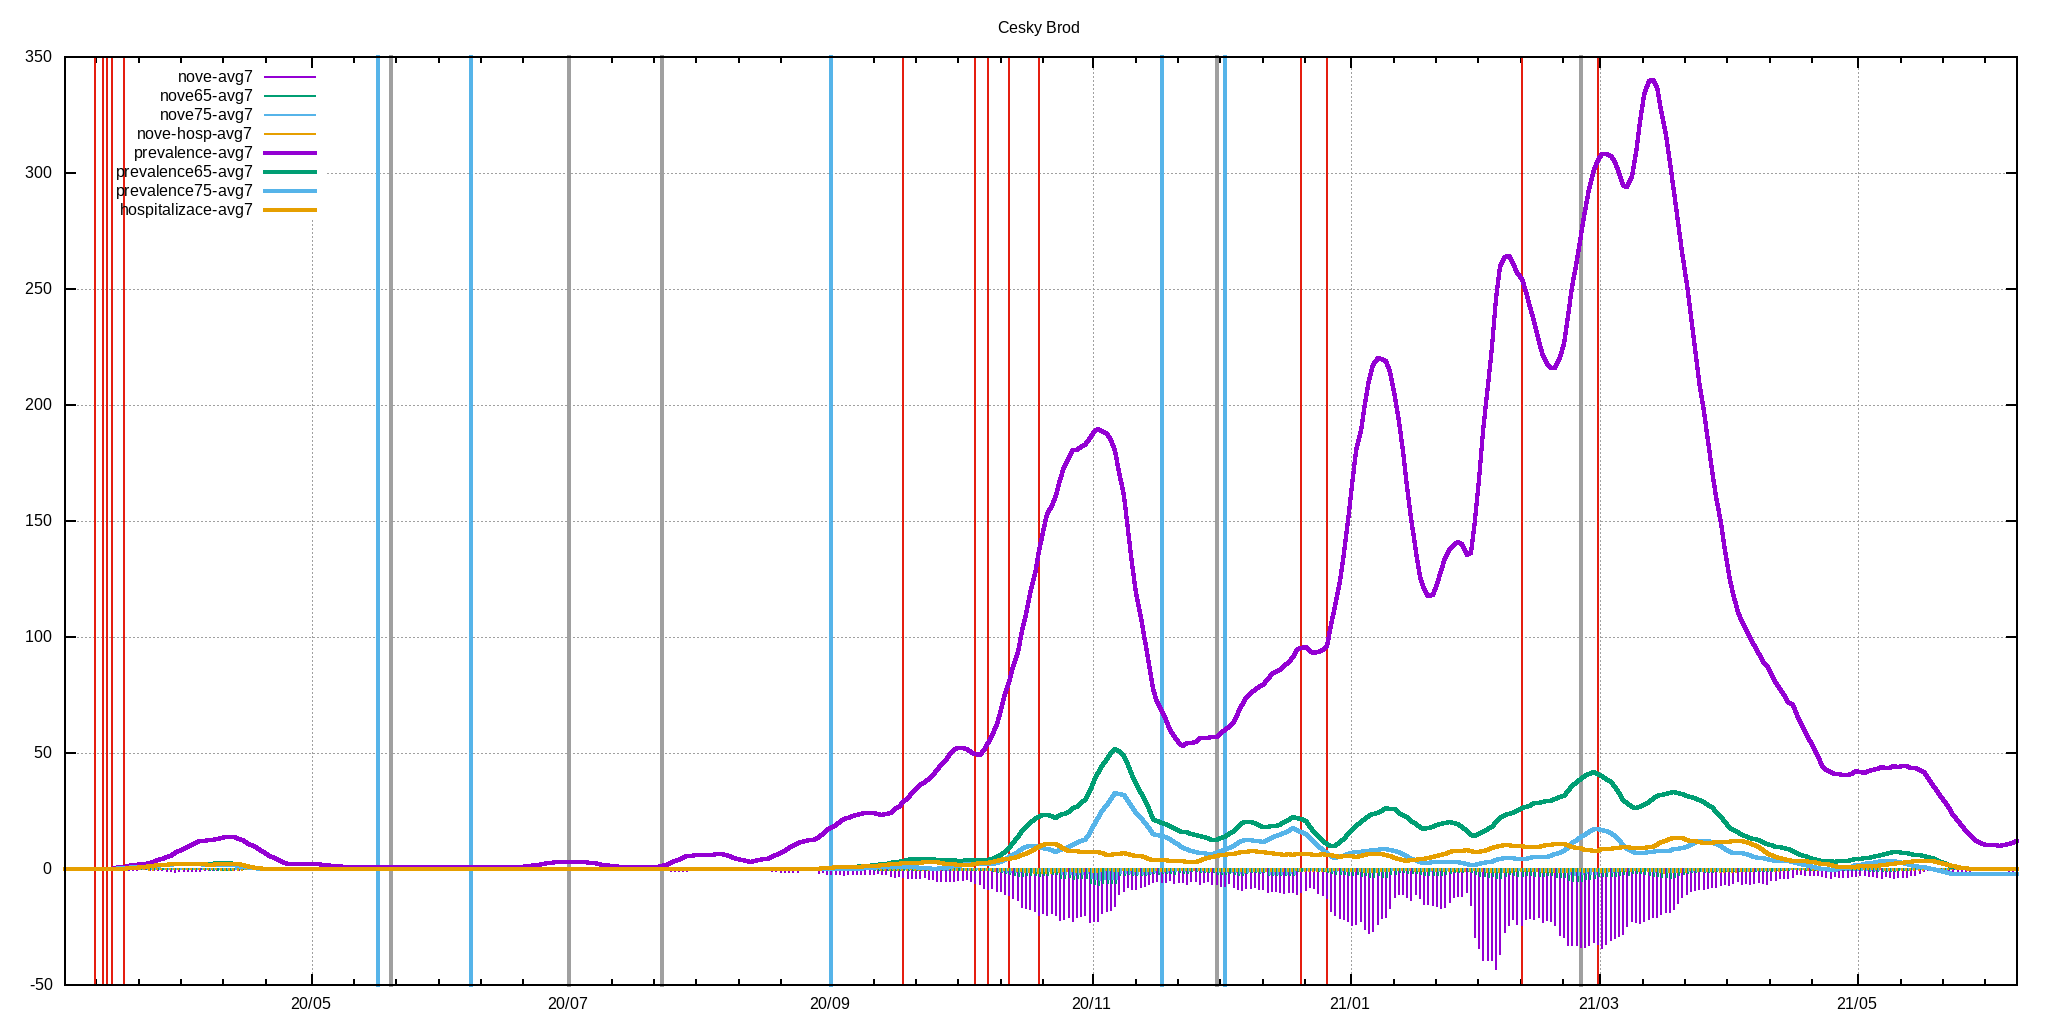 Cesky Brod
350
300
250
200
150
100
50
0
-50
nove-avg7
nove65-avg7
nove75-avg7
nove-hosp-avg7
prevalence-avg7
prevalence65-avg7
prevalence75-avg7
hospitalizace-avg7
20/05 20/07 20/09 20/11 21/01 21/03 21/05